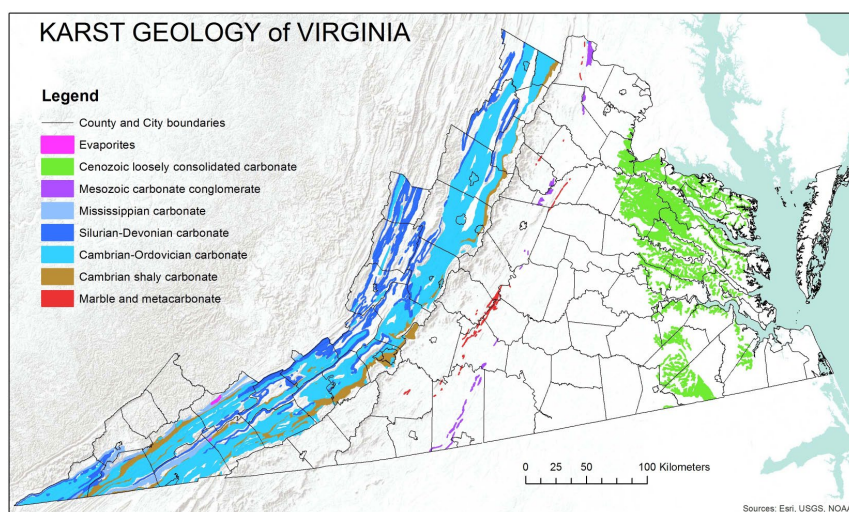 KARST GEOLOGY of VIRGINIA
Legend
County and City boundaries
Evaporites
Cenozoic loosely consolidated carbonate
Mesozoic carbonate conglomerate
Mississippian carbonate
Silurian-Devonian carbonate
Cambrian-Ordovician carbonate
Cambrian shaly carbonate
Marble and metacarbonate
0 25 50 100 Kilometers
Sources: Esri, USGS, NOAA